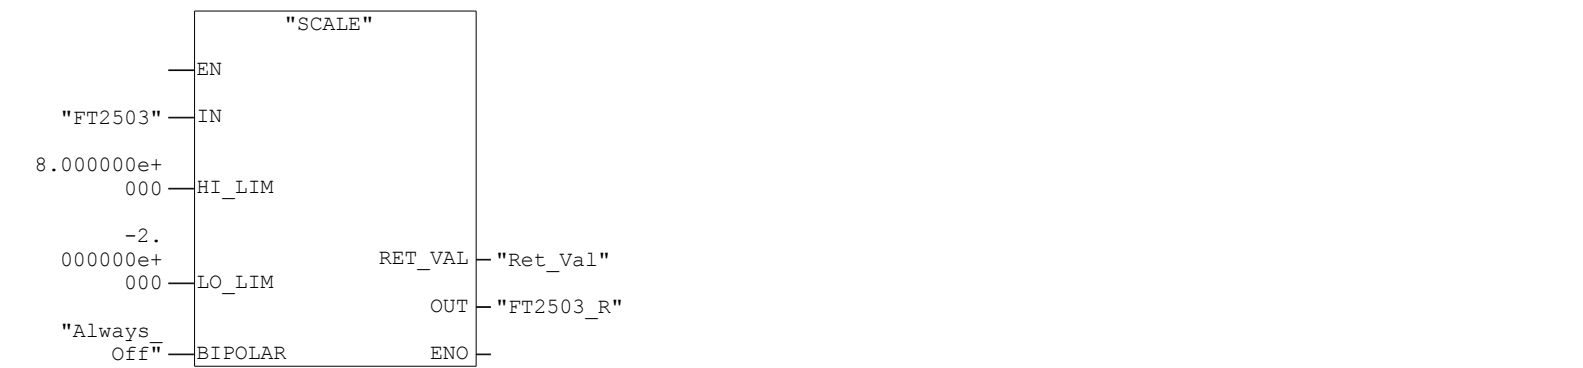 "SCALE"
EN
"FT2503"
IN
8.000000e+
000
HI_LIM
-2.
000000e+
000
LO_LIM
RET_VAL
"Ret_Val"
OUT
"FT2503_R"
"Always_
Off"
BIPOLAR
ENO